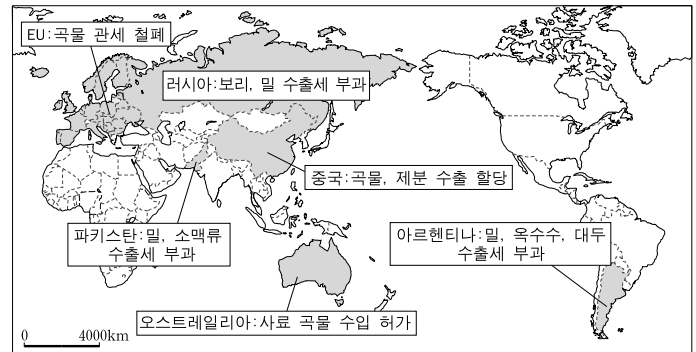 EU:곡물 관세 철폐
러시아:보리, 밀 수출세 부과
중국:곡물, 제분 수출 할당
파키스탄:밀, 소맥류
수출세 부과
아르헨티나:밀, 옥수수, 대두
수출세 부과
오스트레일리아:사료 곡물 수입 허가
0 4000km